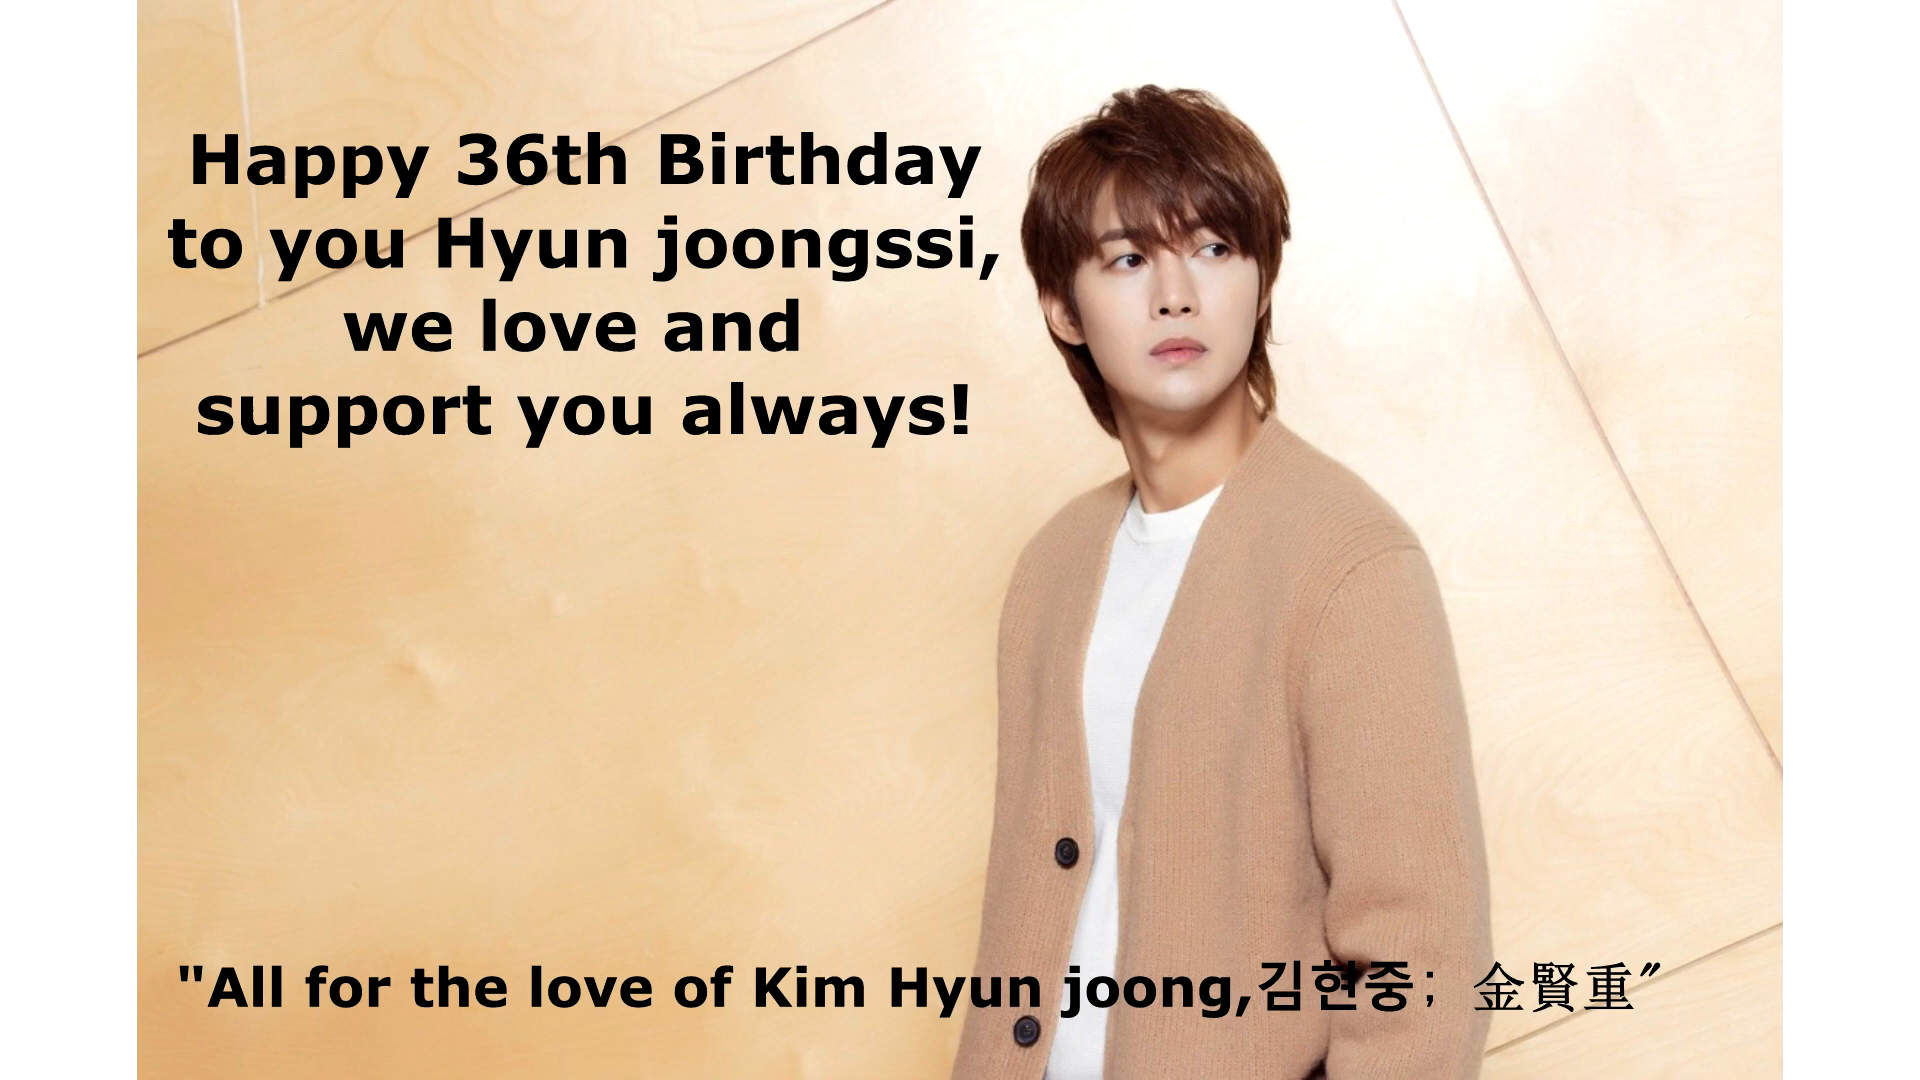 Happy 36th Birthday
to you Hyun joongssi,
we love and
support you always!
"All for the love of Kim Hyun joong,김현중; 金賢重"